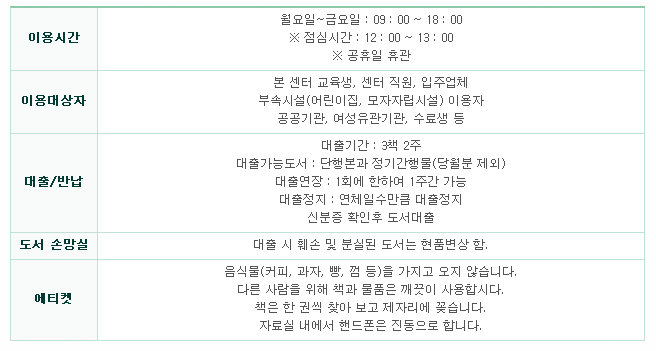 이용시간
월요일~금요일 : 09 : 00 ~ 18 : 00
※ 점심시간 : 12 : 00 ~ 13 : 00
※ 공휴일 휴관
이용대상자
본 센터 교육생, 센터 직원, 입주업체
부속시설(어린이집, 모자자립시설) 이용자
공공기관, 여성유관기관, 수료생 등
대출/반납
대출기간 : 3책 2주
대출가능도서 : 단행본과 정기간행물(당월분 제외)
대출연장 : 1회에 한하여 1주간 가능
대출정지 : 연체일수만큼 대출정지
신분증 확인후 도서대출
도서 손망실
대출 시 훼손 및 분실된 도서는 현품변상 함.
에티켓
음식물(커피, 과자, 빵, 껌 등)을 가지고 오지 않습니다.
다른 사람을 위해 책과 물품은 깨끗이 사용합시다.
책은 한 권씩 찾아 보고 제자리에 꽂습니다.
자료실 내에서 핸드폰은 진동으로 합니다.